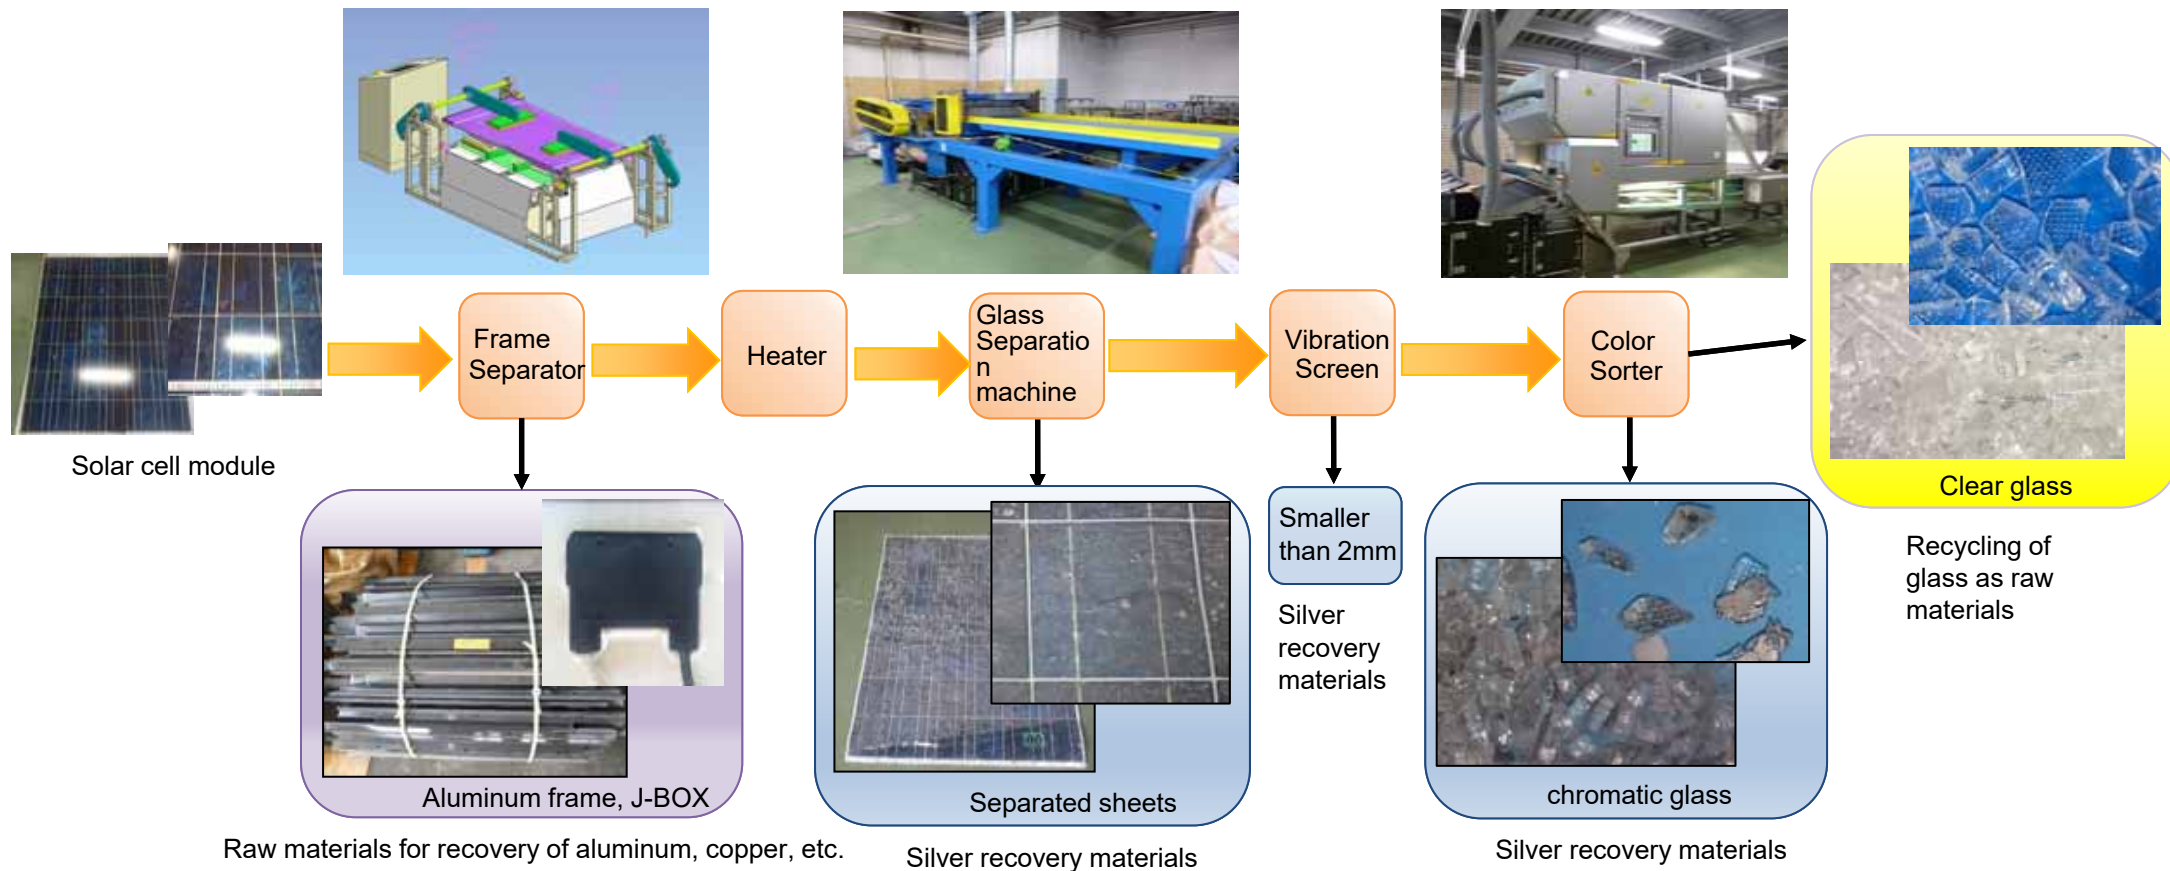 Solar cell module
Frame
Separator
Heater
Glass
Separatio
n
machine
Vibration
Screen
Color
Sorter
Clear glass
Recycling of
glass as raw
materials
Aluminum frame, J-BOX
Raw materials for recovery of aluminum, copper, etc.
Separated sheets
Silver recovery materials
Smaller
than 2mm
Silver
recovery
materials
chromatic glass
Silver recovery materials